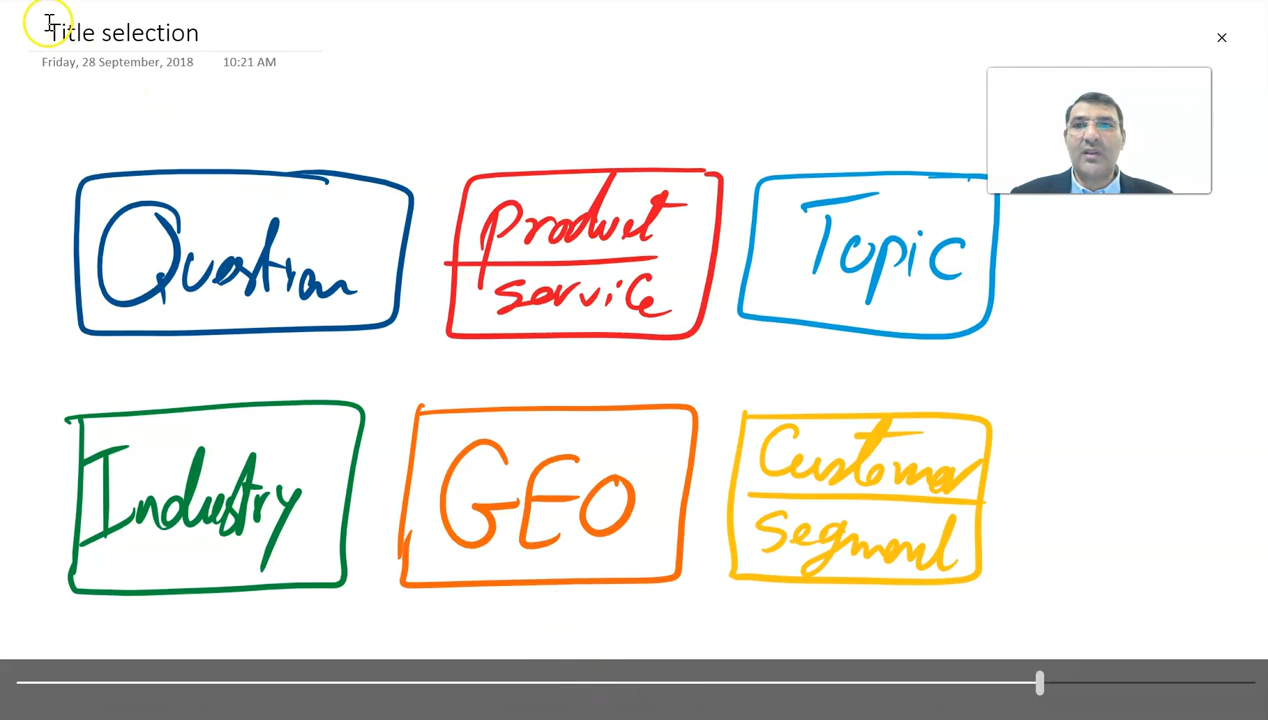 Title selection
Friday, 28 September, 2018 10:21 AM
Question
Product
Service
Topic
Industry
GEO
Customer
Segment